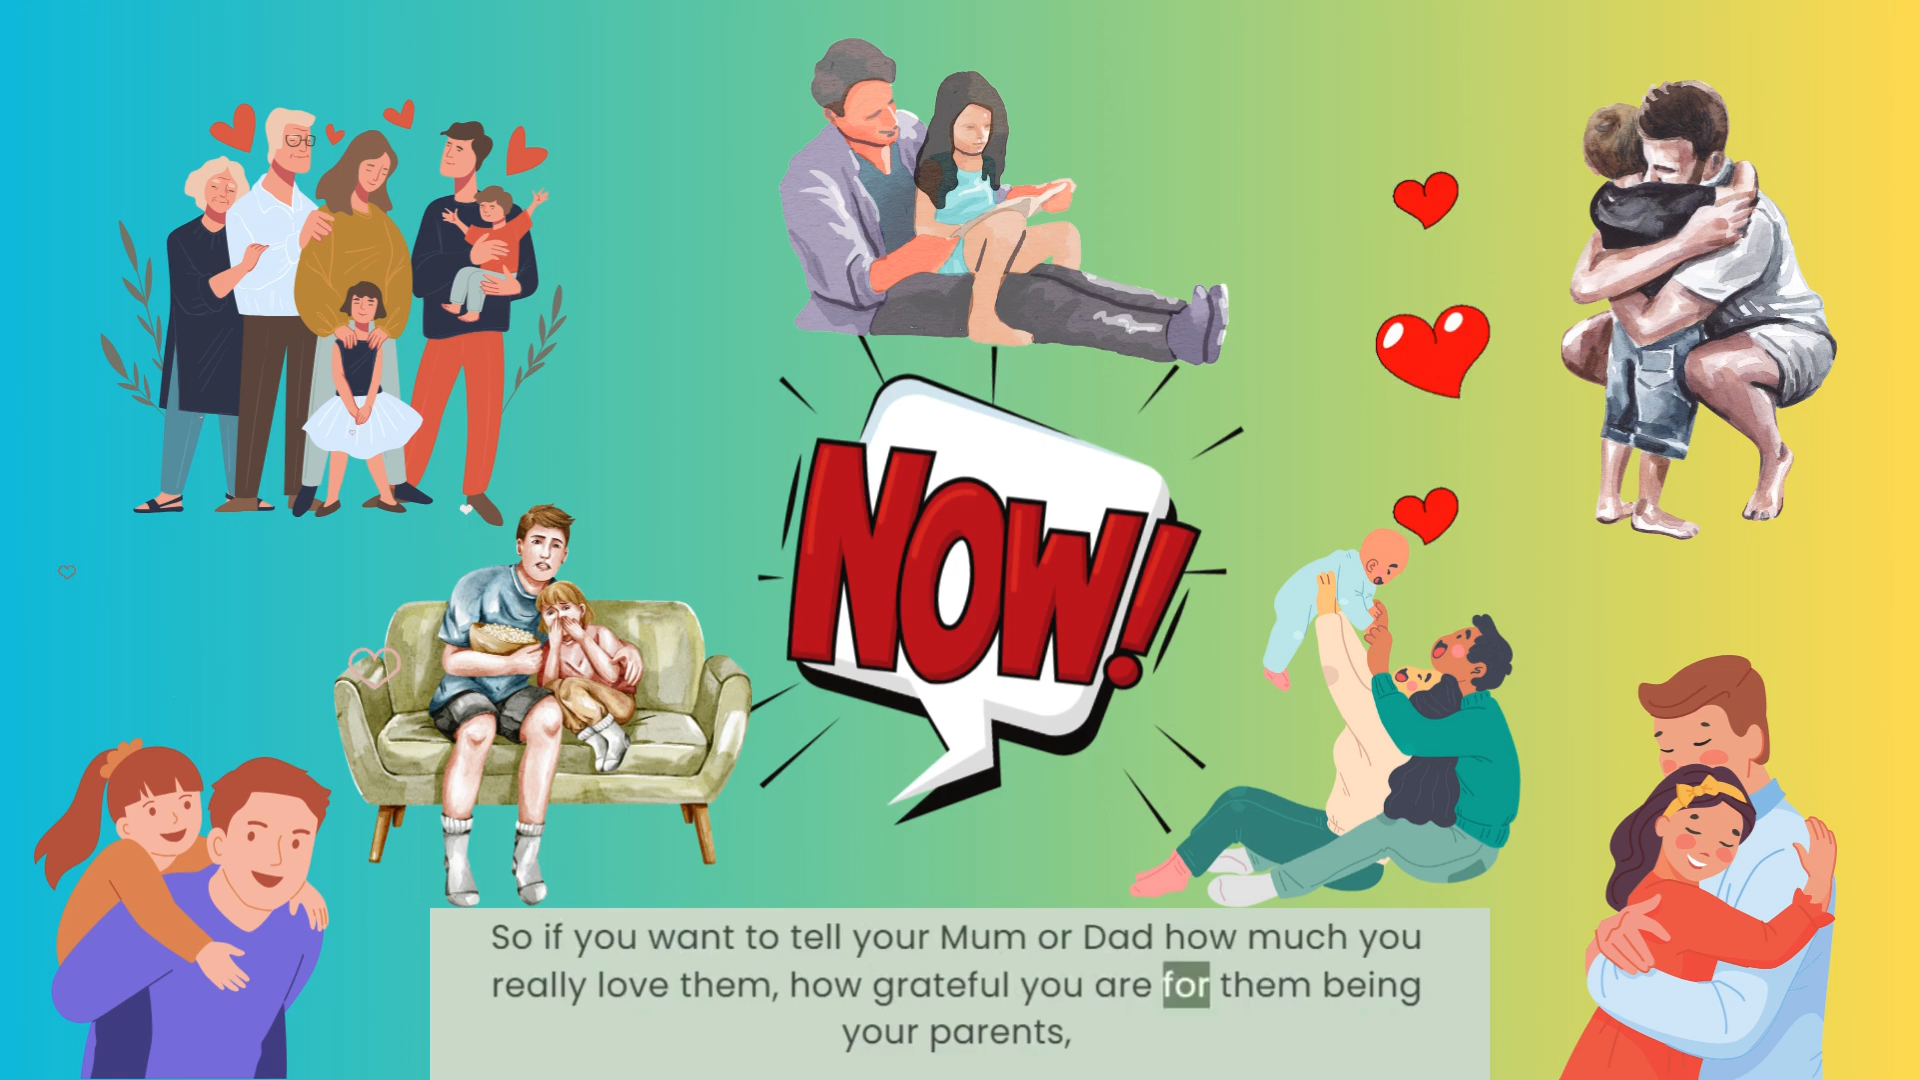 NOW!
So if you want to tell your Mum or Dad how much you
really love them, how grateful you are for them being
your parents,